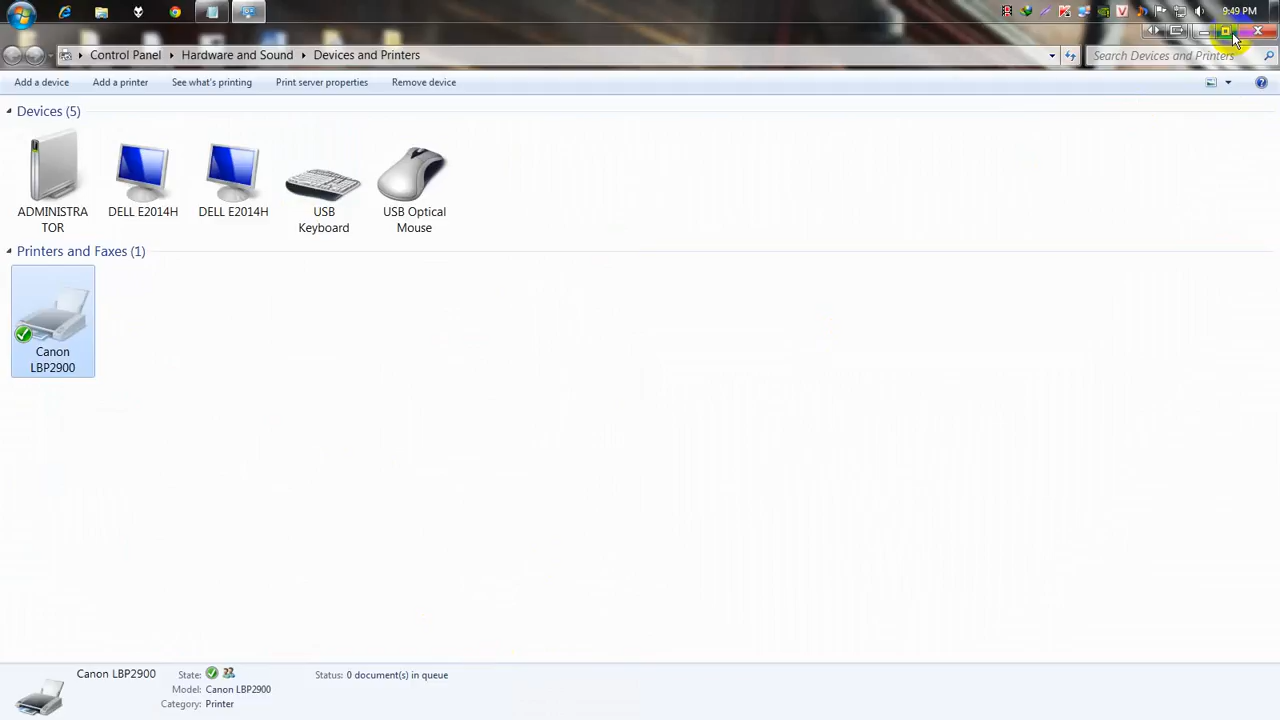 9:49 PM
Control Panel Hardware and Sound Devices and Printers
Search Devices and Printers
Add a device Add a printer See what's printing Print server properties Remove device
Devices (5)
ADMINISTRA
TOR
DELL E2014H
DELL E2014H
USB
Keyboard
USB Optical
Mouse
Printers and Faxes (1)
Canon
LBP2900
Canon LBP2900
State:
Status: 0 document(s) in queue
Model: Canon LBP2900
Category: Printer